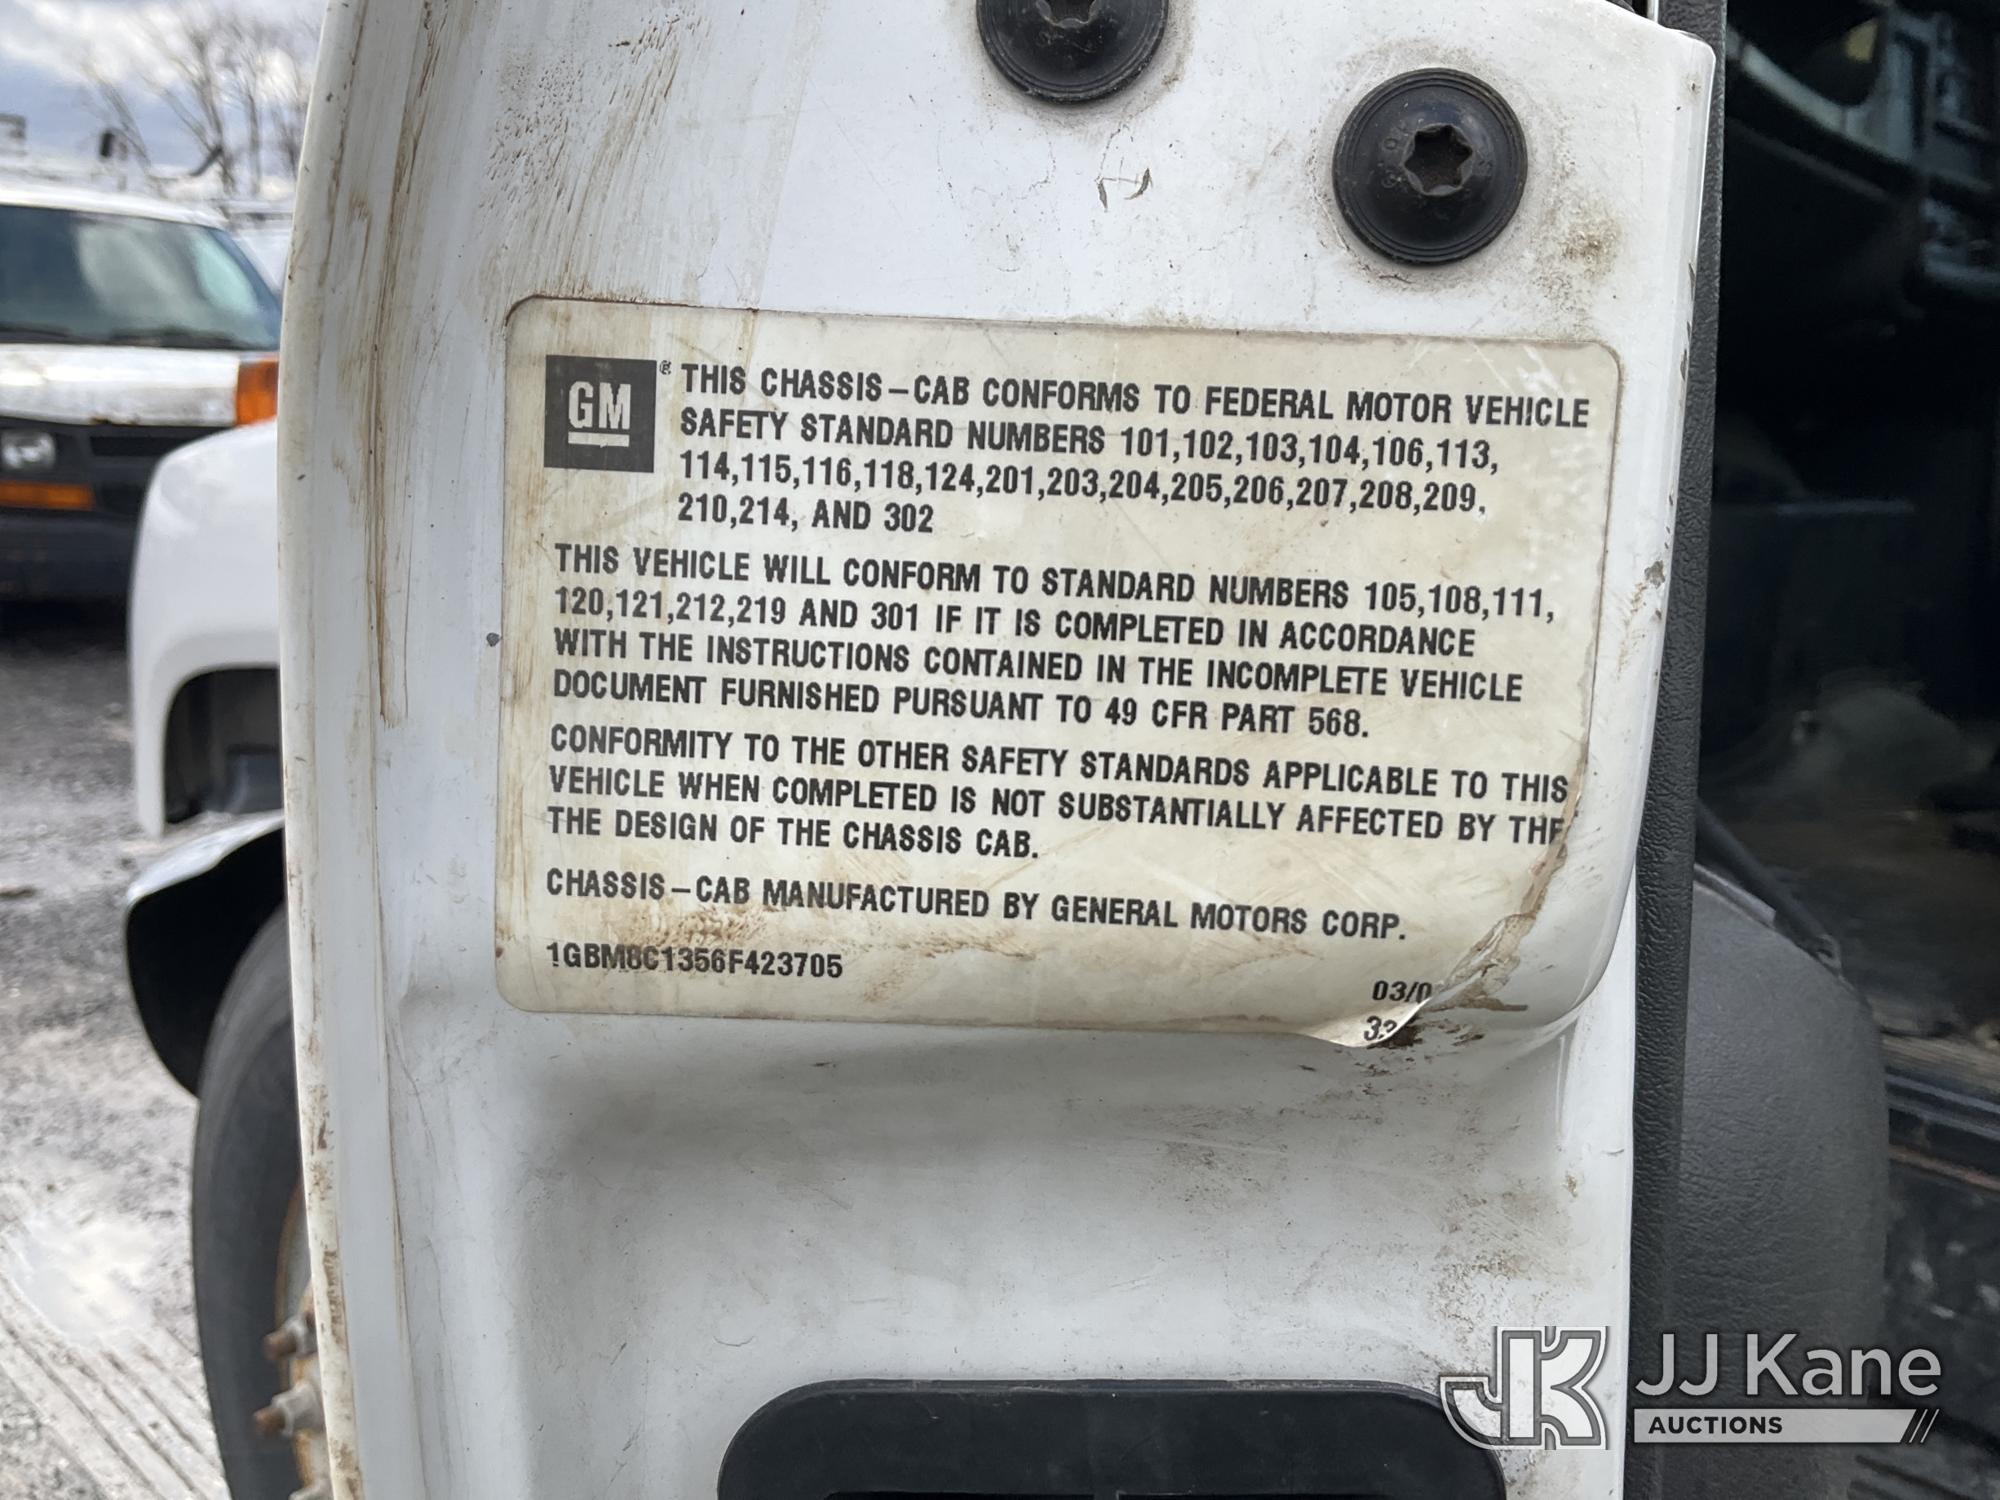 GM ® THIS CHASSIS-CAB CONFORMS TO FEDERAL MOTOR VEHICLE
SAFETY STANDARD NUMBERS 101,102,103,104,106,113,
114,115,116,118,124,201,203,204,205,206,207,208,209,
210,214, AND 302
THIS VEHICLE WILL CONFORM TO STANDARD NUMBERS 105,108,111,
120,121,212,219 AND 301 IF IT IS COMPLETED IN ACCORDANCE
WITH THE INSTRUCTIONS CONTAINED IN THE INCOMPLETE VEHICLE
DOCUMENT FURNISHED PURSUANT TO 49 CFR PART 568.
CONFORMITY TO THE OTHER SAFETY STANDARDS APPLICABLE TO THIS
VEHICLE WHEN COMPLETED IS NOT SUBSTANTIALLY AFFECTED BY THE
THE DESIGN OF THE CHASSIS CAB.
CHASSIS-CAB MANUFACTURED BY GENERAL MOTORS CORP.
1GBM8C1356F423705
03/0
JJ Kane
AUCTIONS